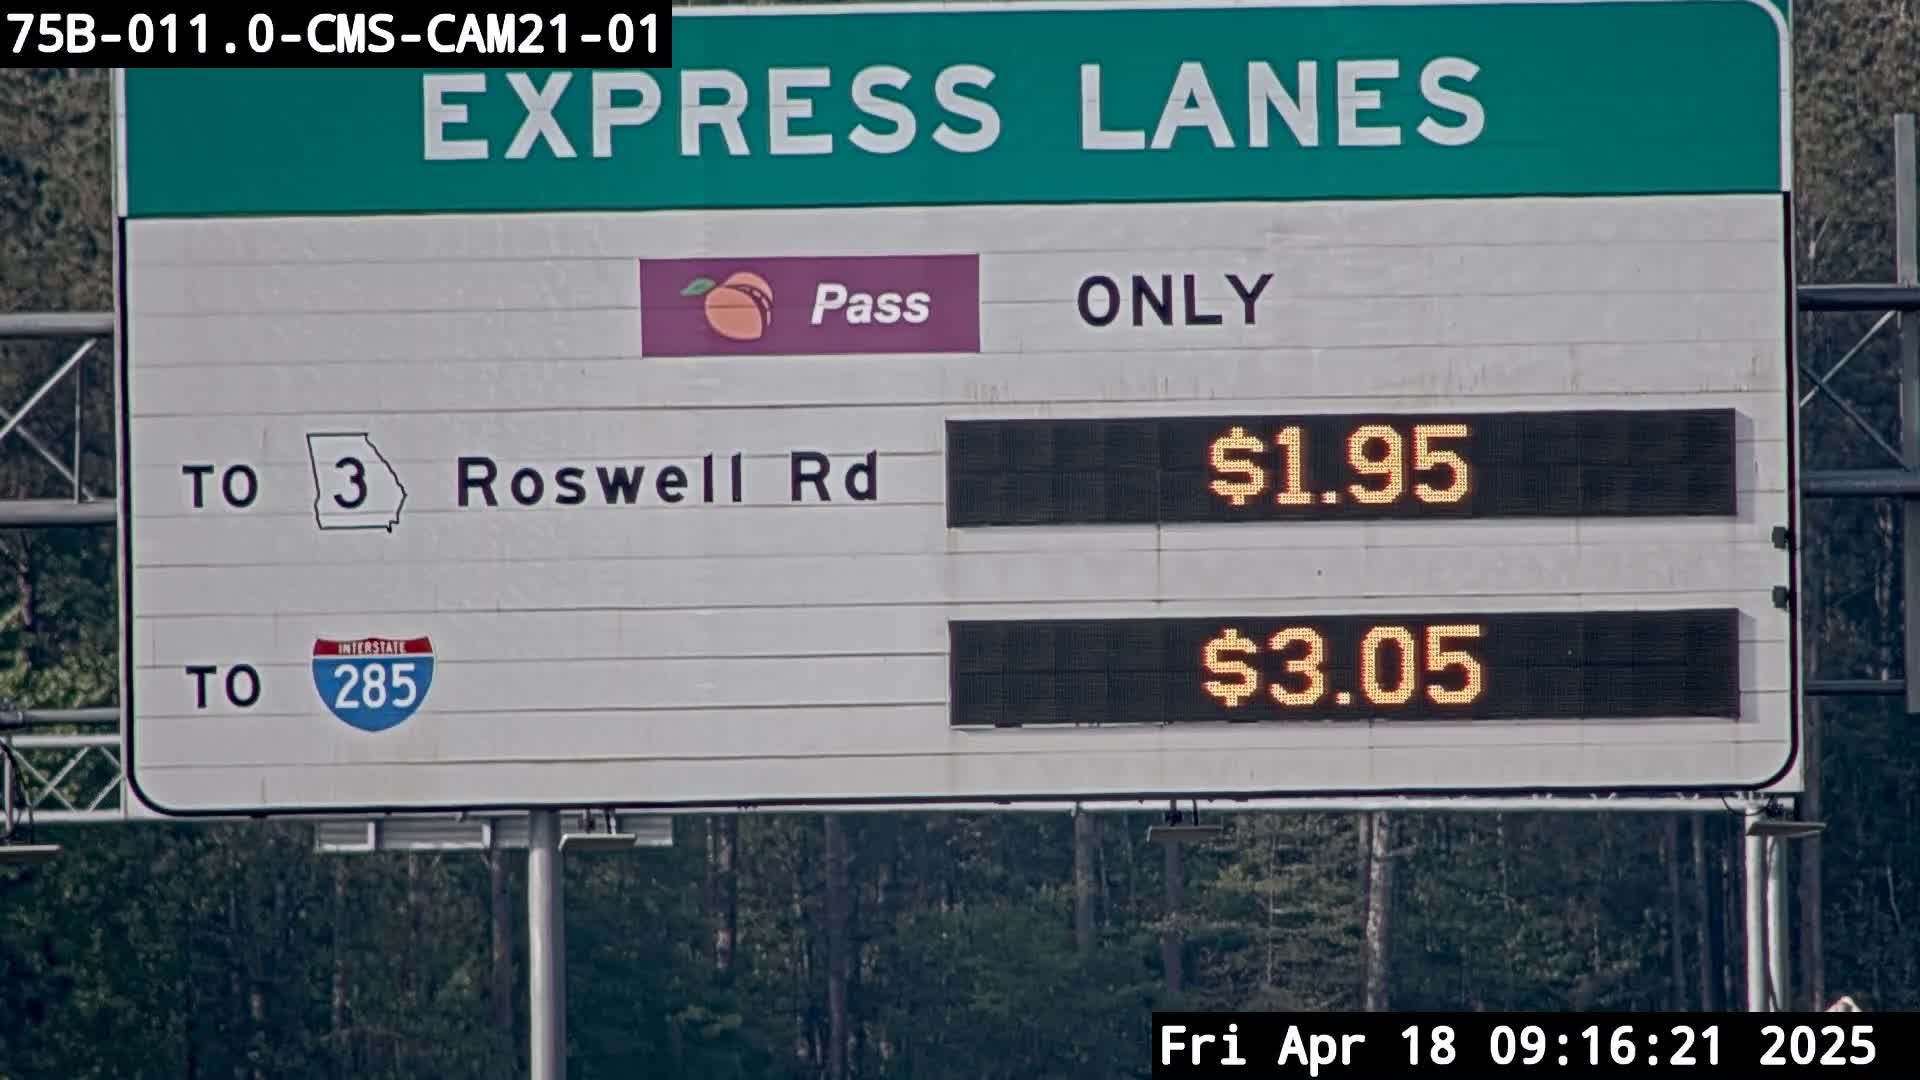 75B-011.0-CMS-CAM21-01
EXPRESS LANES
Pass ONLY
TO 3 Roswell Rd $1.95
INTERSTATE
TO 285 $3.05
Fri Apr 18 09:16:21 2025